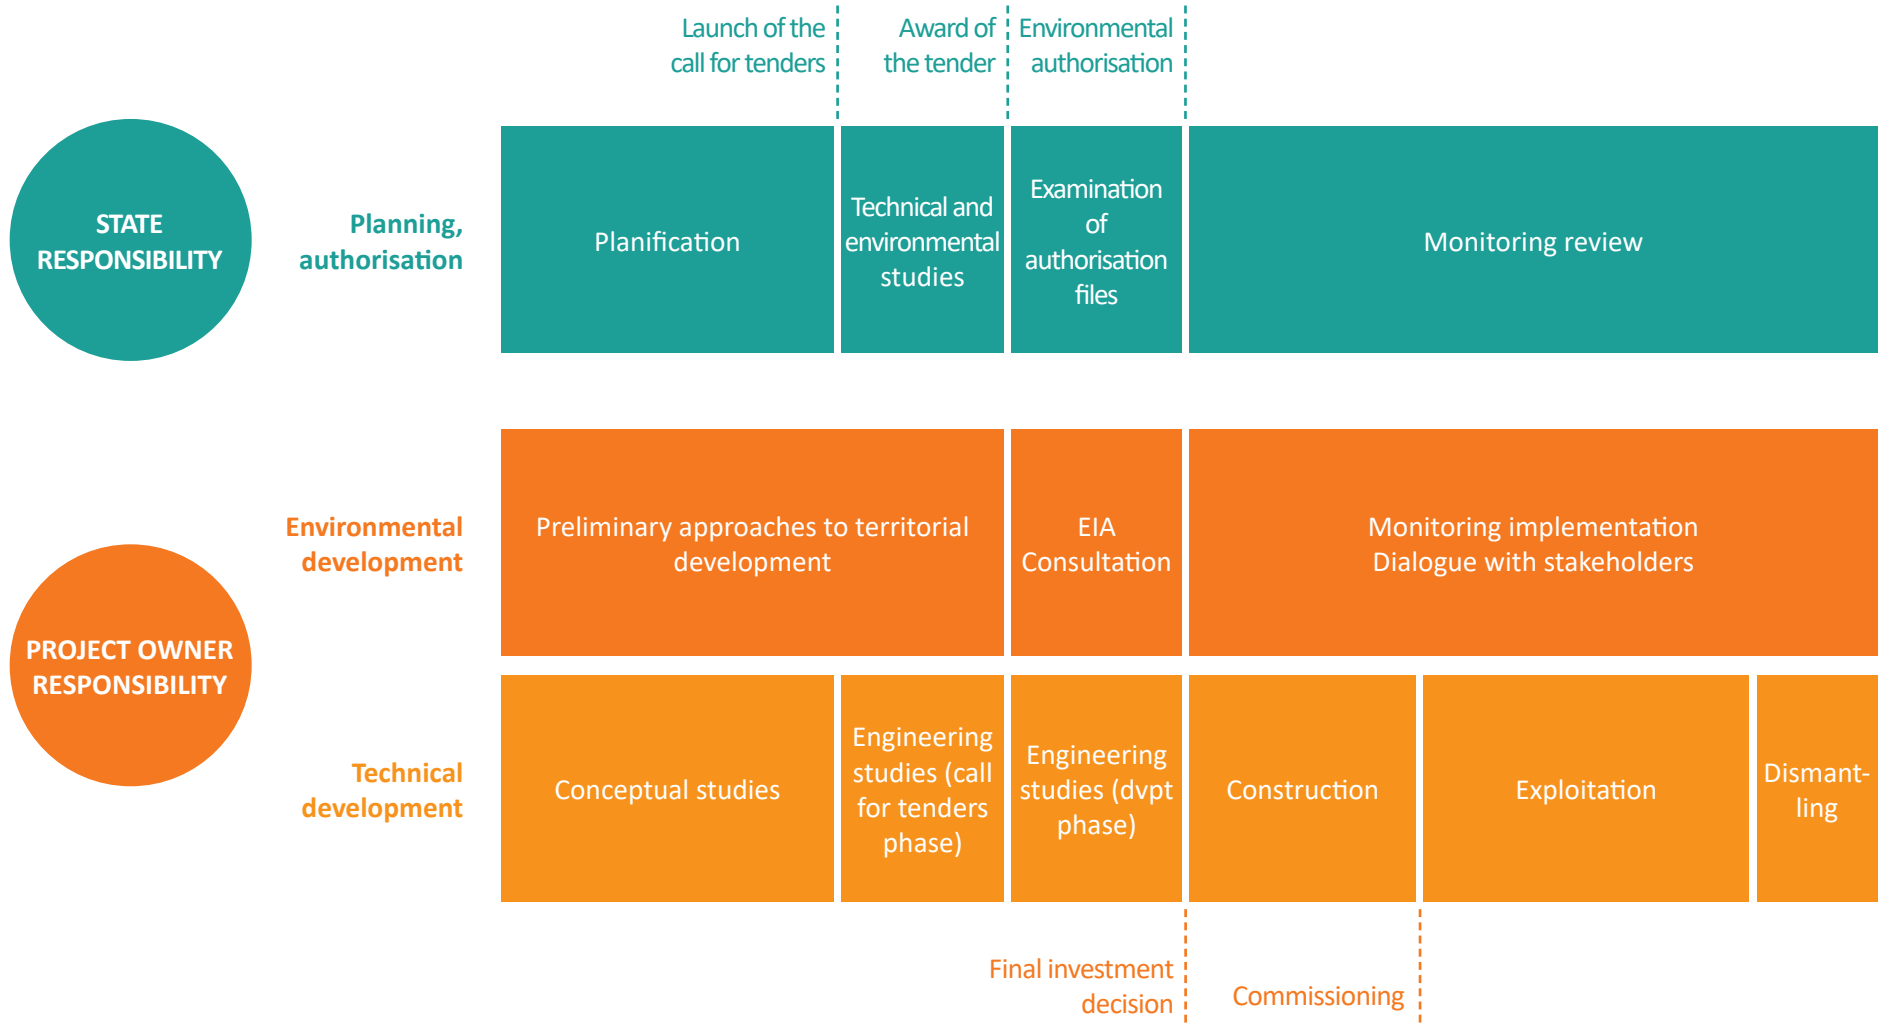 Launch of the
call for tenders
Award of
the tender
Environmental
authorisation
STATE
RESPONSIBILITY
Planning,
authorisation
Planification
Technical and
environmental
studies
Examination
of
authorisation
files
Monitoring review
PROJECT OWNER
RESPONSIBILITY
Environmental
development
Preliminary approaches to territorial
development
EIA
Consultation
Monitoring implementation
Dialogue with stakeholders
Technical
development
Conceptual studies
Engineering
studies (call
for tenders
phase)
Engineering
studies (dvpt
phase)
Construction
Exploitation
Dismant-
ling
Final investment
decision
Commissioning